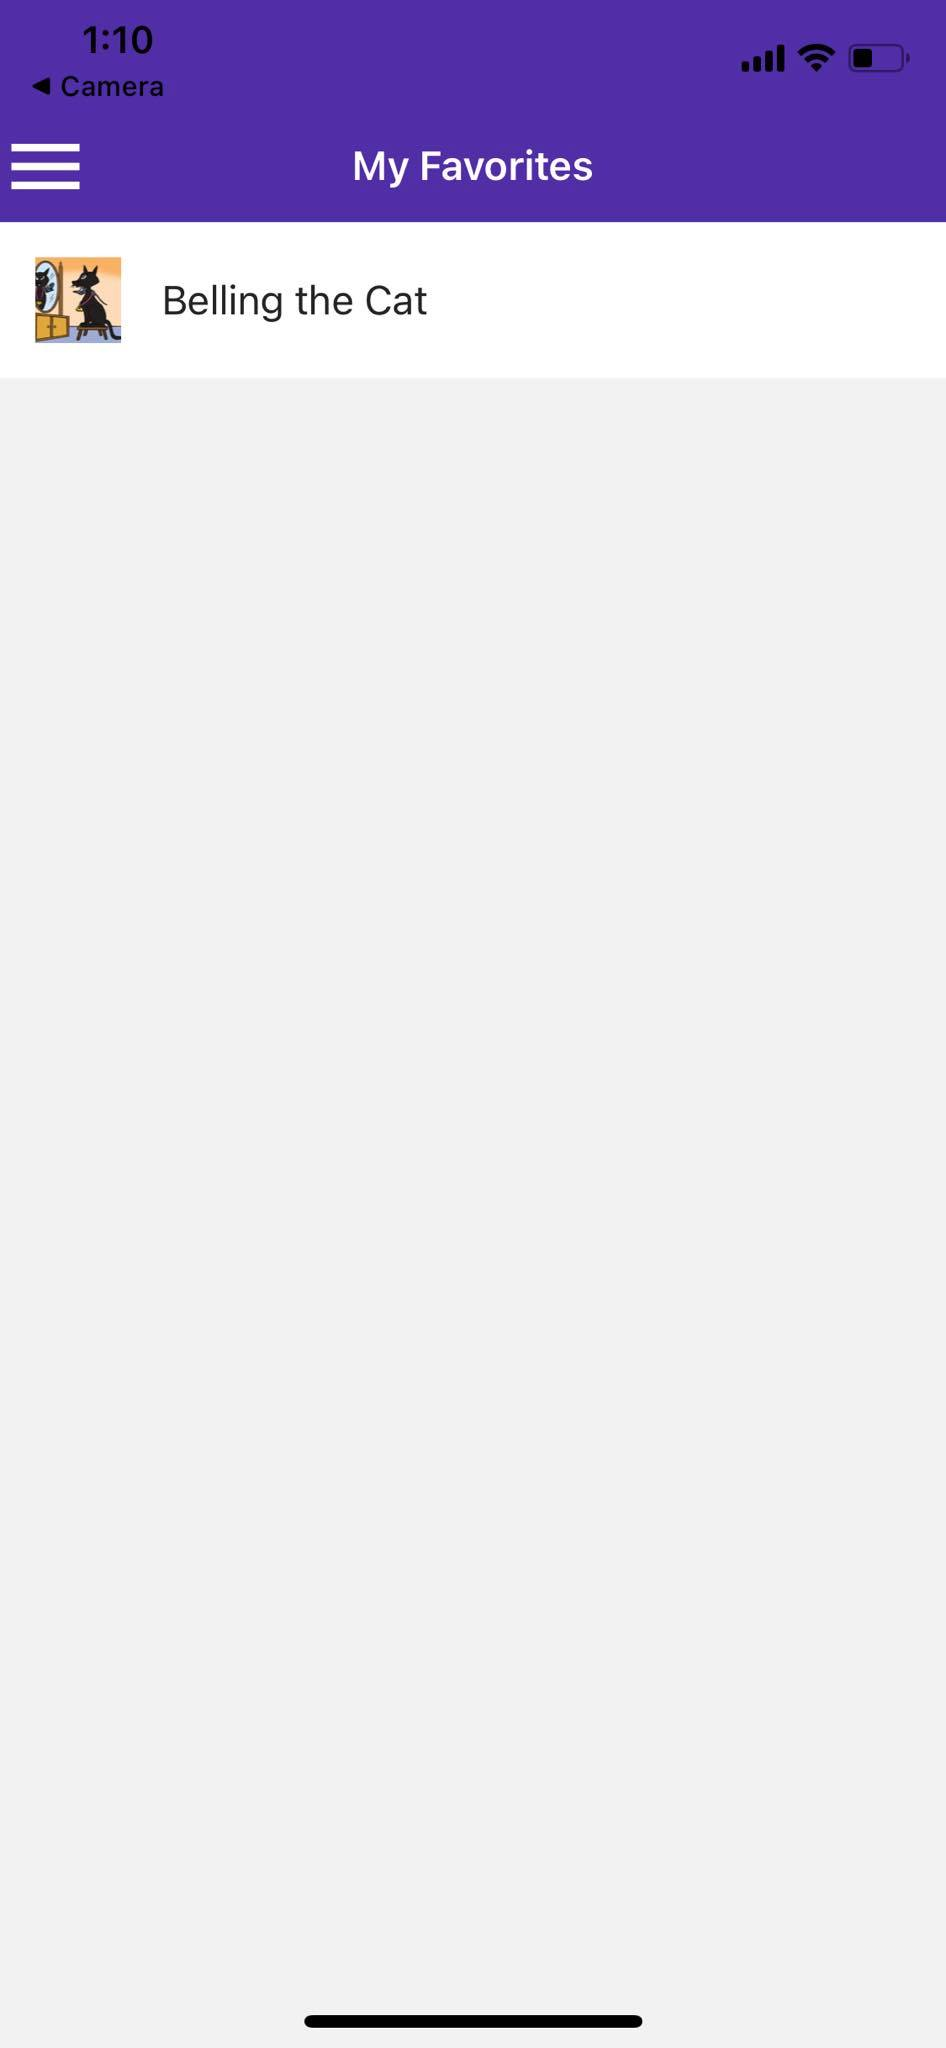 1:10
◀ Camera
My Favorites
Belling the Cat